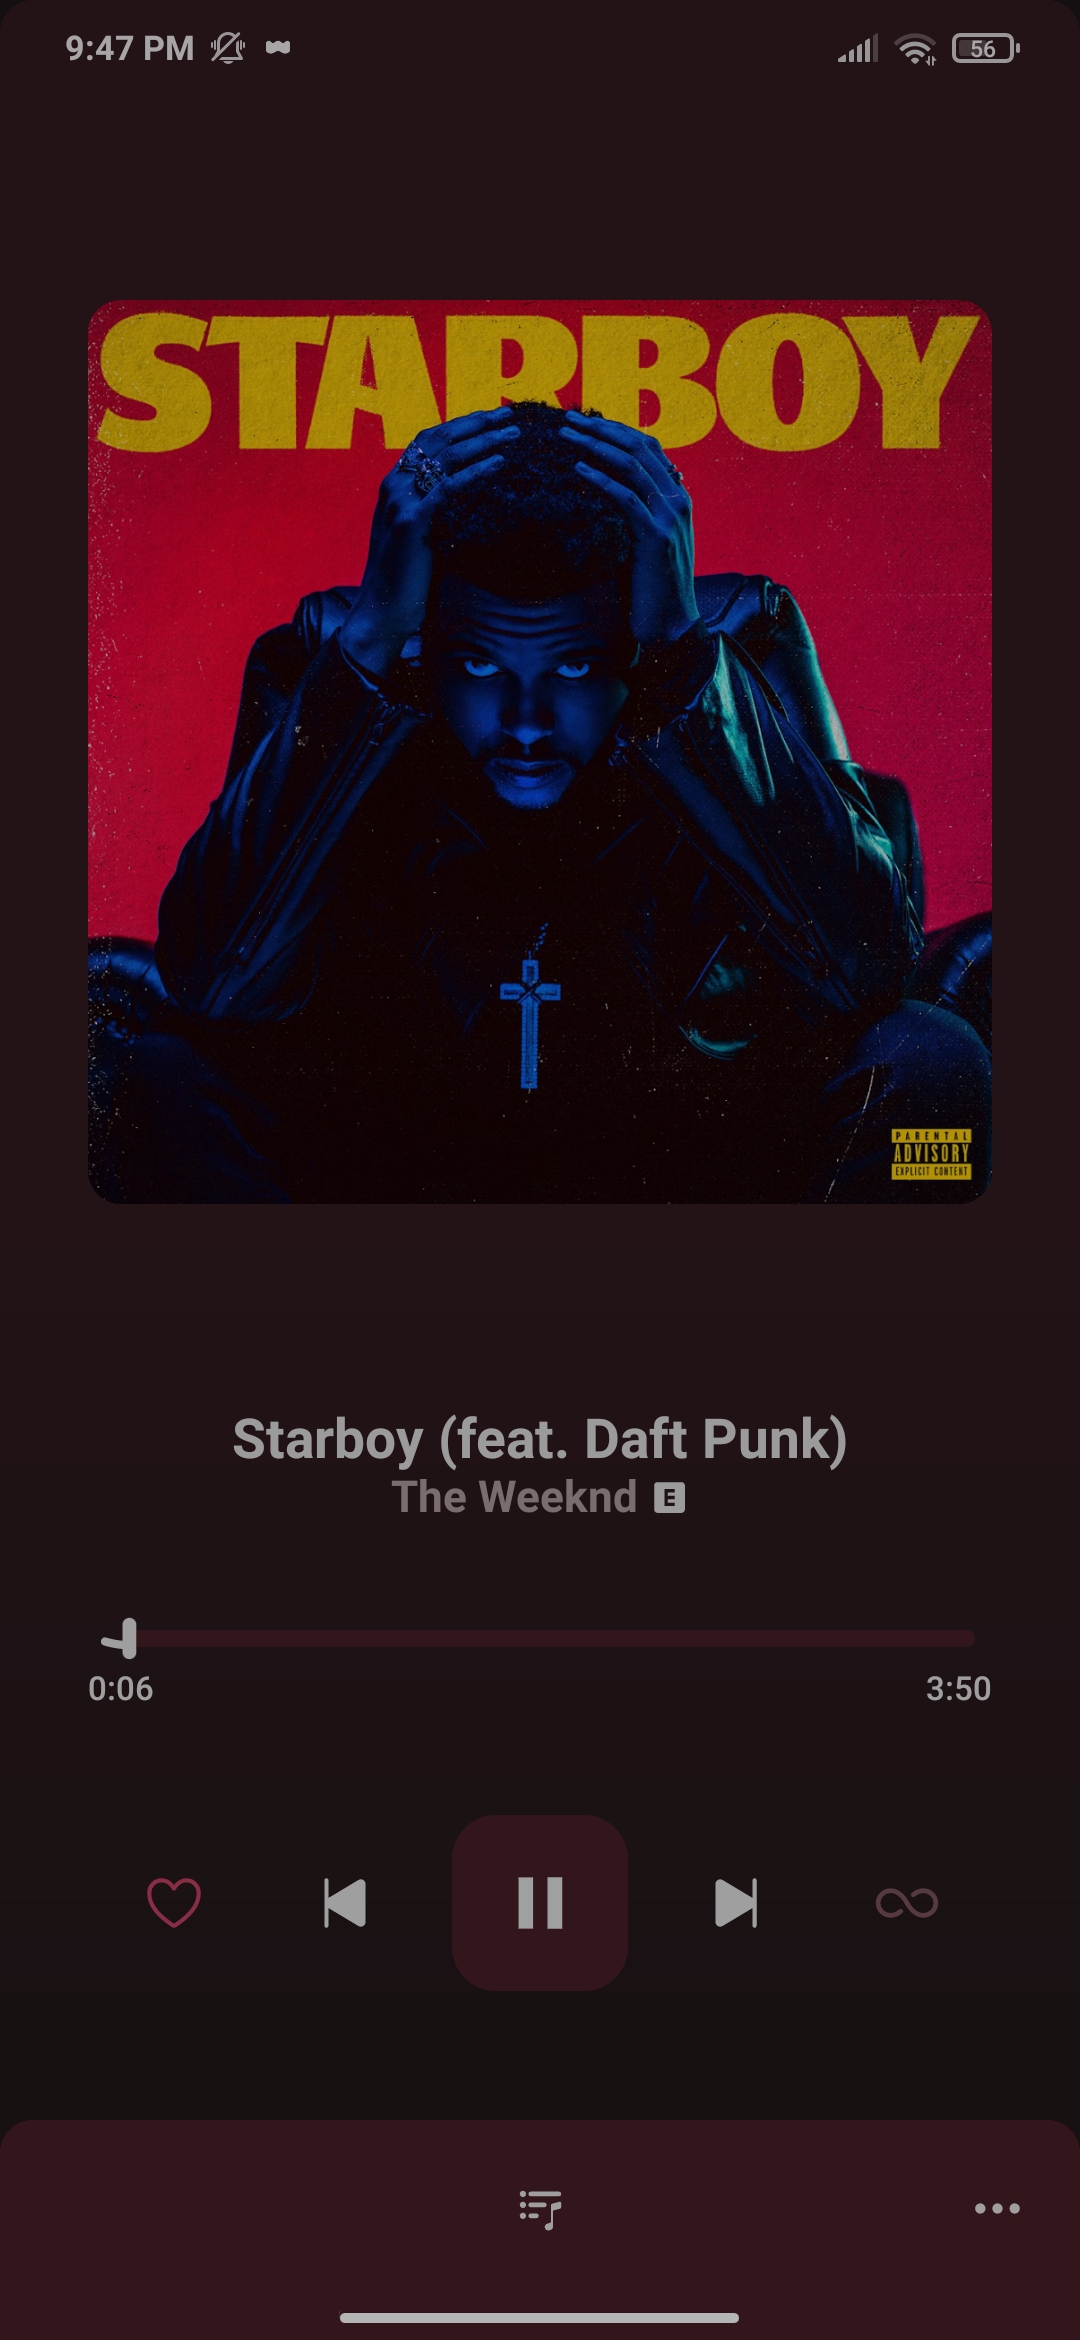 9:47 PM
56
STARBOY
PARENTAL
ADVISORY
EXPLICIT CONTENT
Starboy (feat. Daft Punk)
The Weeknd E
0:06
3:50